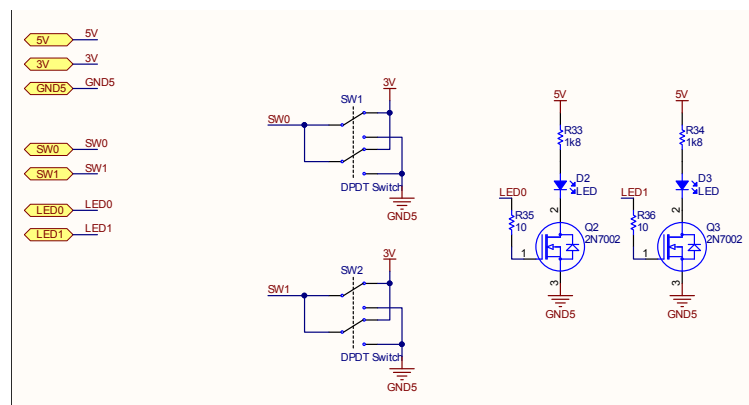 5V 5V
3V 3V
GND5 GND5
SW0 SW0
SW1 SW1
LED0 LED0
LED1 LED1
3V
SW1
SW0
DPDT Switch
GND5
3V
SW2
SW1
DPDT Switch
GND5
5V
R33
1k8
D2
LED
LED0
R35
10
2
Q2
2N7002
1
3
GND5
5V
R34
1k8
D3
LED
LED1
R36
10
2
Q3
2N7002
1
3
GND5